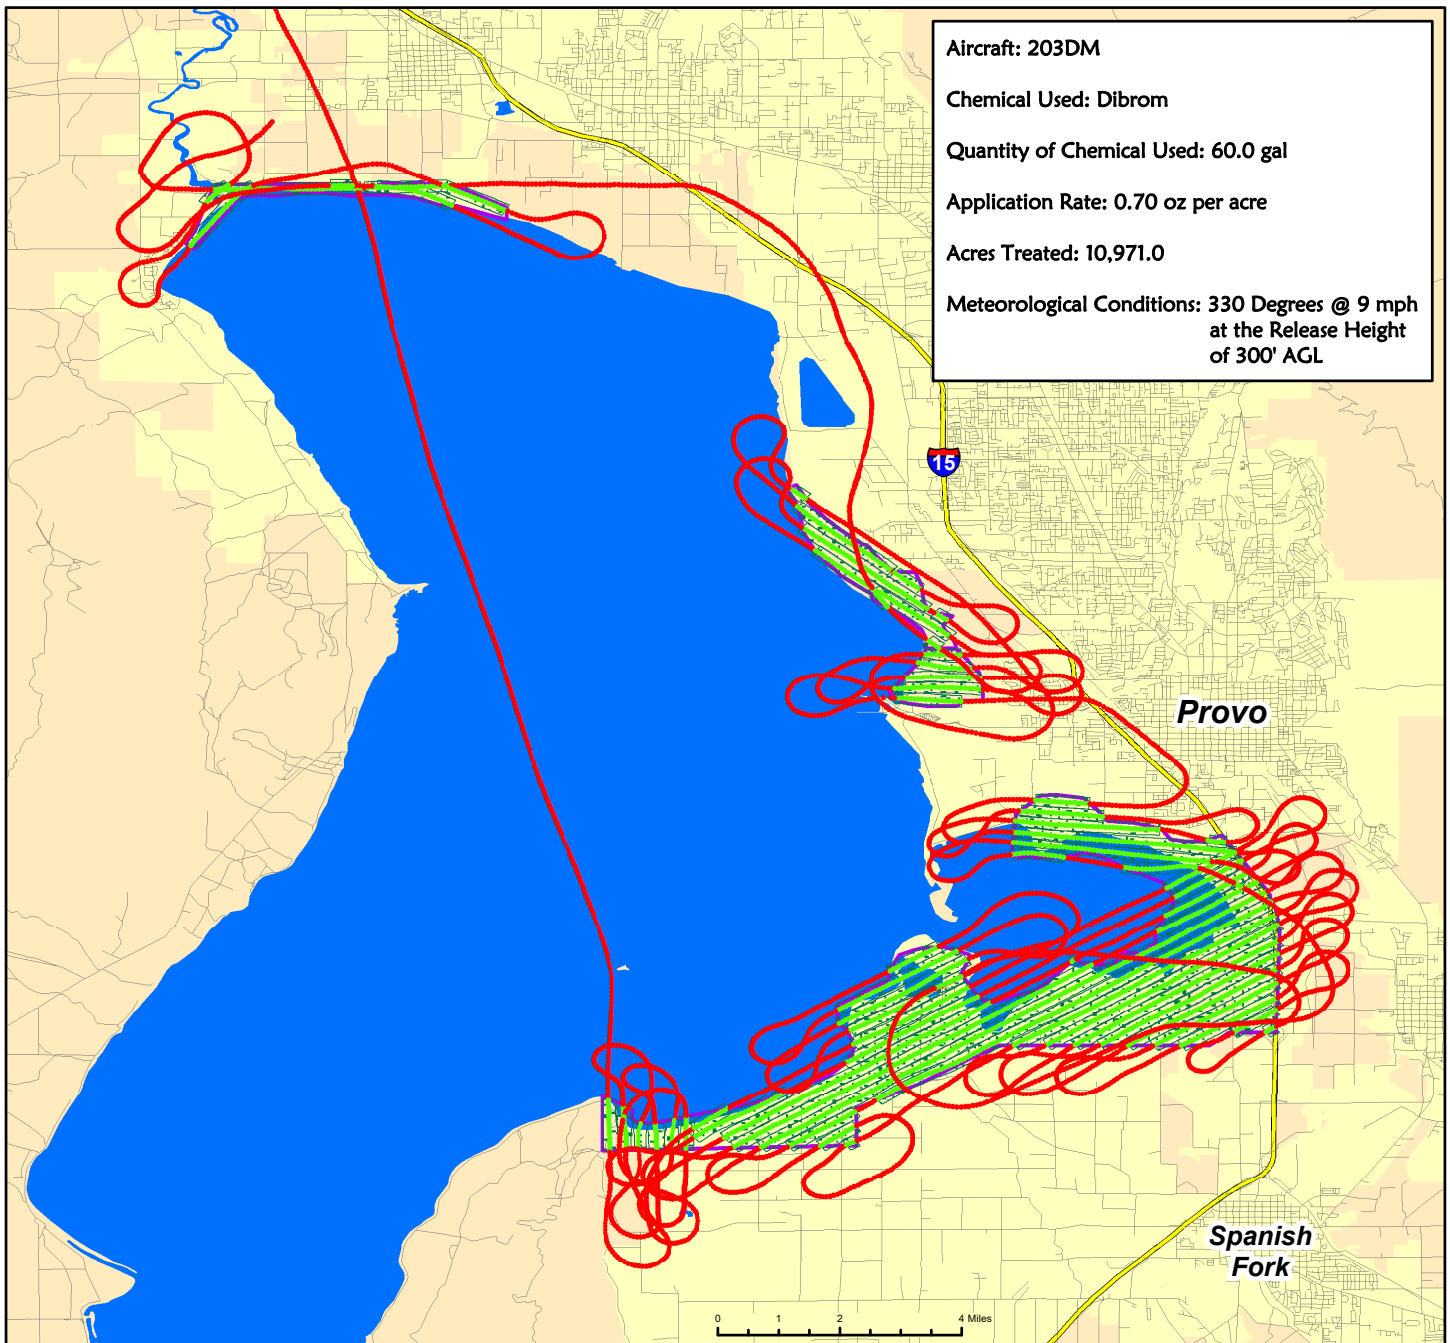 Aircraft: 203DM
Chemical Used: Dibrom
Quantity of Chemical Used: 60.0 gal
Application Rate: 0.70 oz per acre
Acres Treated: 10,971.0
Meteorological Conditions: 330 Degrees @ 9 mph
at the Release Height
of 300' AGL
15
Provo
Spanish
Fork
0 1 2 4 Miles